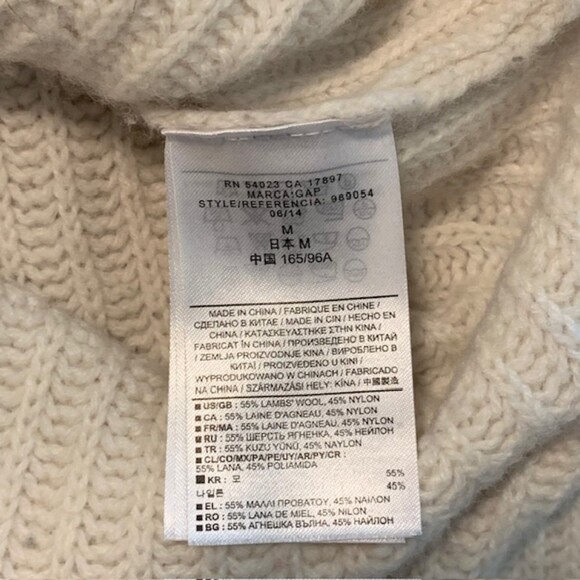 RN 54023 CA 17897
MARCA:GAP
STYLE/REFERENCIA: 989054
06/14
M
日本 M
中国 165/96A
MADE IN CHINA / FABRIQUE EN CHINE /
СДЕЛАНО В КИТАЕ / MADE IN CIN / HECHO EN
CHINA / ΚΑΤΑΣΚΕΥΑΣΤΗΚΕ ΣΤΗΝ ΚΙΝΑ /
FABRICAT ÎN CHINA / ПРОИЗВЕДЕНО В КИТАЙ
/ ZEMLJA PROIZVODNJE KINA / ВИРОБЛЕНО В
КИТАЇ / PROIZVEDENO U KINI /
WYPRODUKOWANO W CHINACH / FABRICADO EN
CHINA / SZÁRMAZÁSI HELY: KÍNA / 中國製造
US/GB : 55% LAMBS' WOOL, 45% NYLON
CA : 55% LAINE D'AGNEAU, 45% NYLON
FR/MA : 55% LAINE D'AGNEAU, 45% NYLON
RU : 55% ШЕРСТЬ ЯГНЕНКА, 45% НЕЙЛОН
TR : 55% KUZU YÜNÜ, 45% NAYLON
CL/CO/MX/PA/PE/UY/AR/PY/CR :
55% LANA, 45% POLIAMIDA
KR : 모 55%
나일론 45%
EL : 55% ΜΑΛΛΙ ΠΡΟΒΑΤΟΥ, 45% ΝΑΙΛΟΝ
RO : 55% LANA DE MIEL, 45% NILON
BG : 55% АГНЕШКА ВЪЛНА, 45% НАЙЛОН